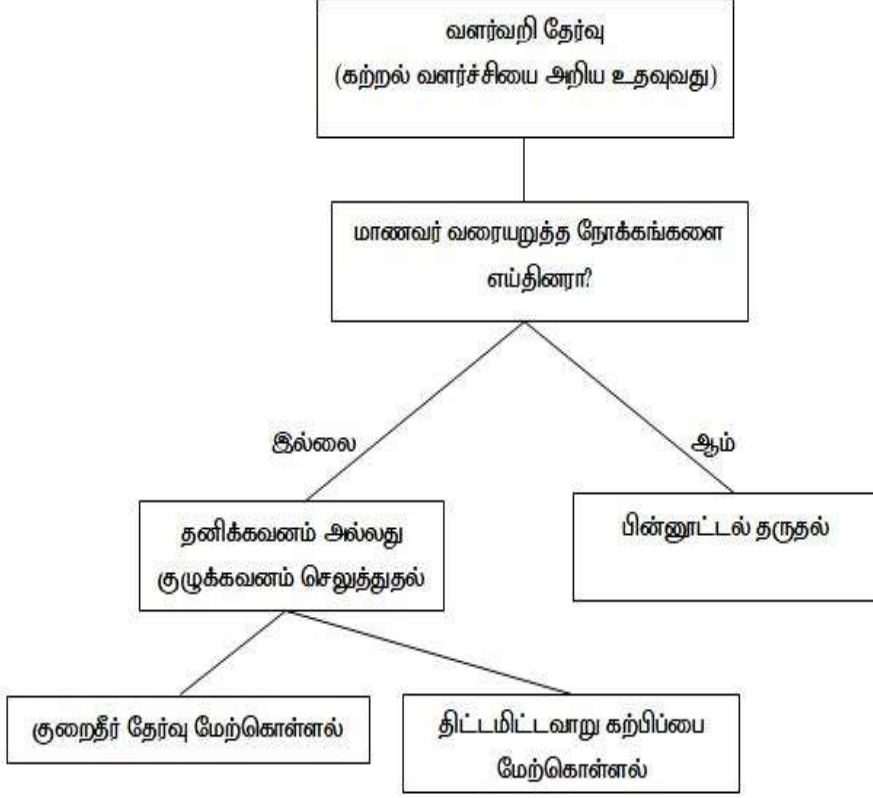 வளர்வறி தேர்வு
(கற்றல் வளர்ச்சியை அறிய உதவுவது)
மாணவர் வரையறுத்த நோக்கங்களை
எய்தினரா?
இல்லை
ஆம்
தனிக்கவனம் அல்லது
குழுக்கவனம் செலுத்துதல்
பின்னூட்டல் தருதல்
குறைதீர் தேர்வு மேற்கொள்ளல்
திட்டமிட்டவாறு கற்பிப்பை
மேற்கொள்ளல்